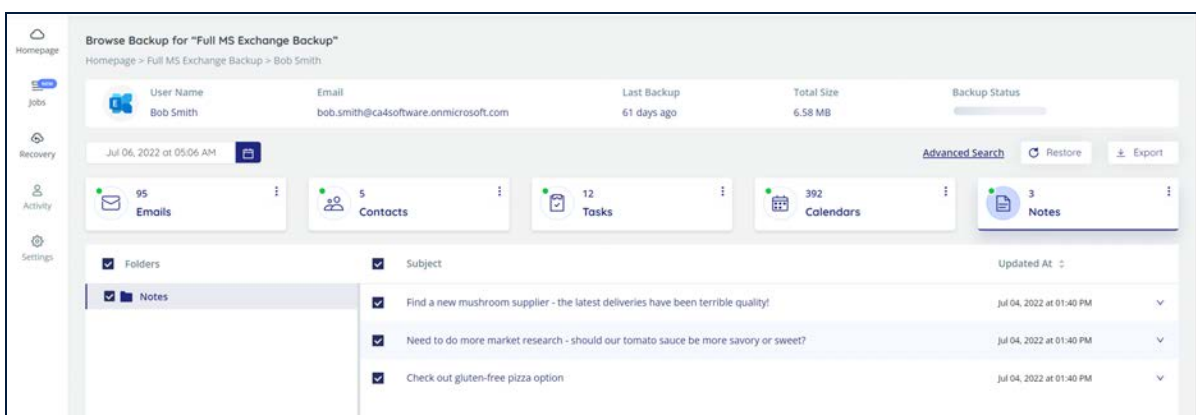 Homepage
Jobs
Recovery
Activity
Settings
Browse Backup for "Full MS Exchange Backup"
Homepage > Full MS Exchange Backup > Bob Smith
User Name Email Last Backup Total Size Backup Status
Bob Smith bob.smith@ca4software.onmicrosoft.com 61 days ago 6.58 MB
Jul 06, 2022 at 05:06 AM Advanced Search Restore Export
95 5 12 392 3
Emails Contacts Tasks Calendars Notes
Folders Subject Updated At
Notes Find a new mushroom supplier - the latest deliveries have been terrible quality! Jul 04, 2022 at 01:40 PM
Need to do more market research - should our tomato sauce be more savory or sweet? Jul 04, 2022 at 01:40 PM
Check out gluten-free pizza option Jul 04, 2022 at 01:40 PM